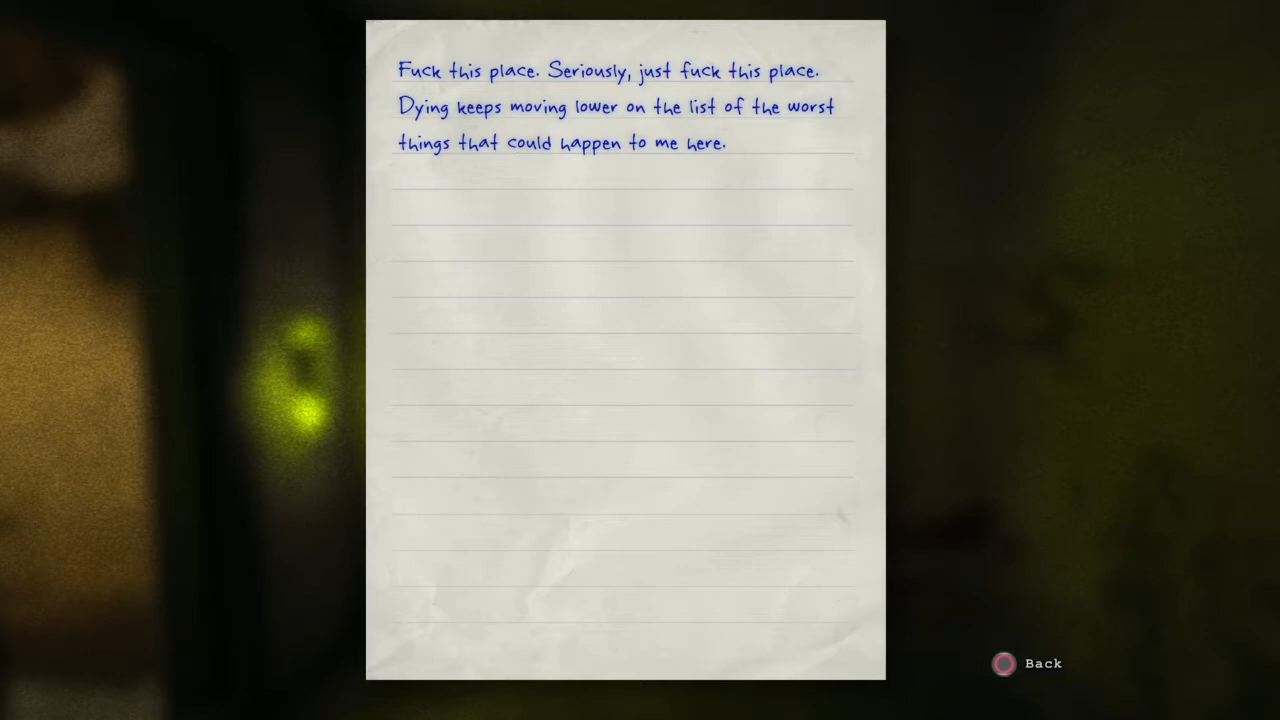 Fuck this place. Seriously, just fuck this place.
Dying keeps moving lower on the list of the worst
things that could happen to me here.
Back